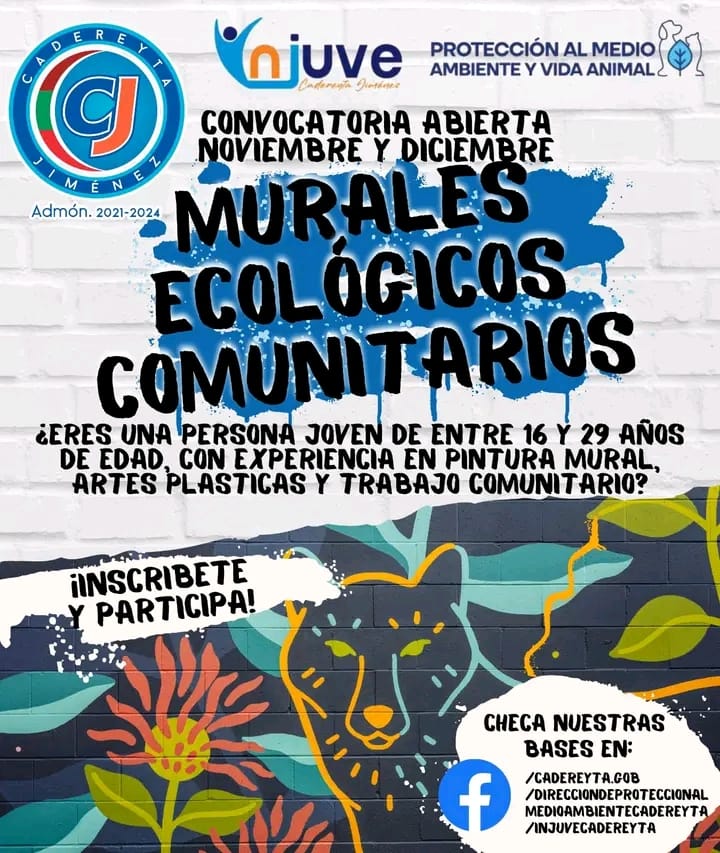 CADEREYTA
JIMÉNEZ
CJ
Admón. 2021-2024
injuve
Cadereyta Jiménez
PROTECCIÓN AL MEDIO
AMBIENTE Y VIDA ANIMAL
CONVOCATORIA ABIERTA
NOVIEMBRE Y DICIEMBRE
MURALES
ECOLÓGICOS
COMUNITARIOS
¿ERES UNA PERSONA JOVEN DE ENTRE 16 Y 29 AÑOS
DE EDAD, CON EXPERIENCIA EN PINTURA MURAL,
ARTES PLASTICAS Y TRABAJO COMUNITARIO?
¡INSCRIBETE
Y PARTICIPA!
CHECA NUESTRAS
BASES EN:
f
/CADEREYTA.GOB
/DIRECCIONDEPROTECCIONAL
MEDIOAMBIENTECADEREYTA
/INJUVECADEREYTA